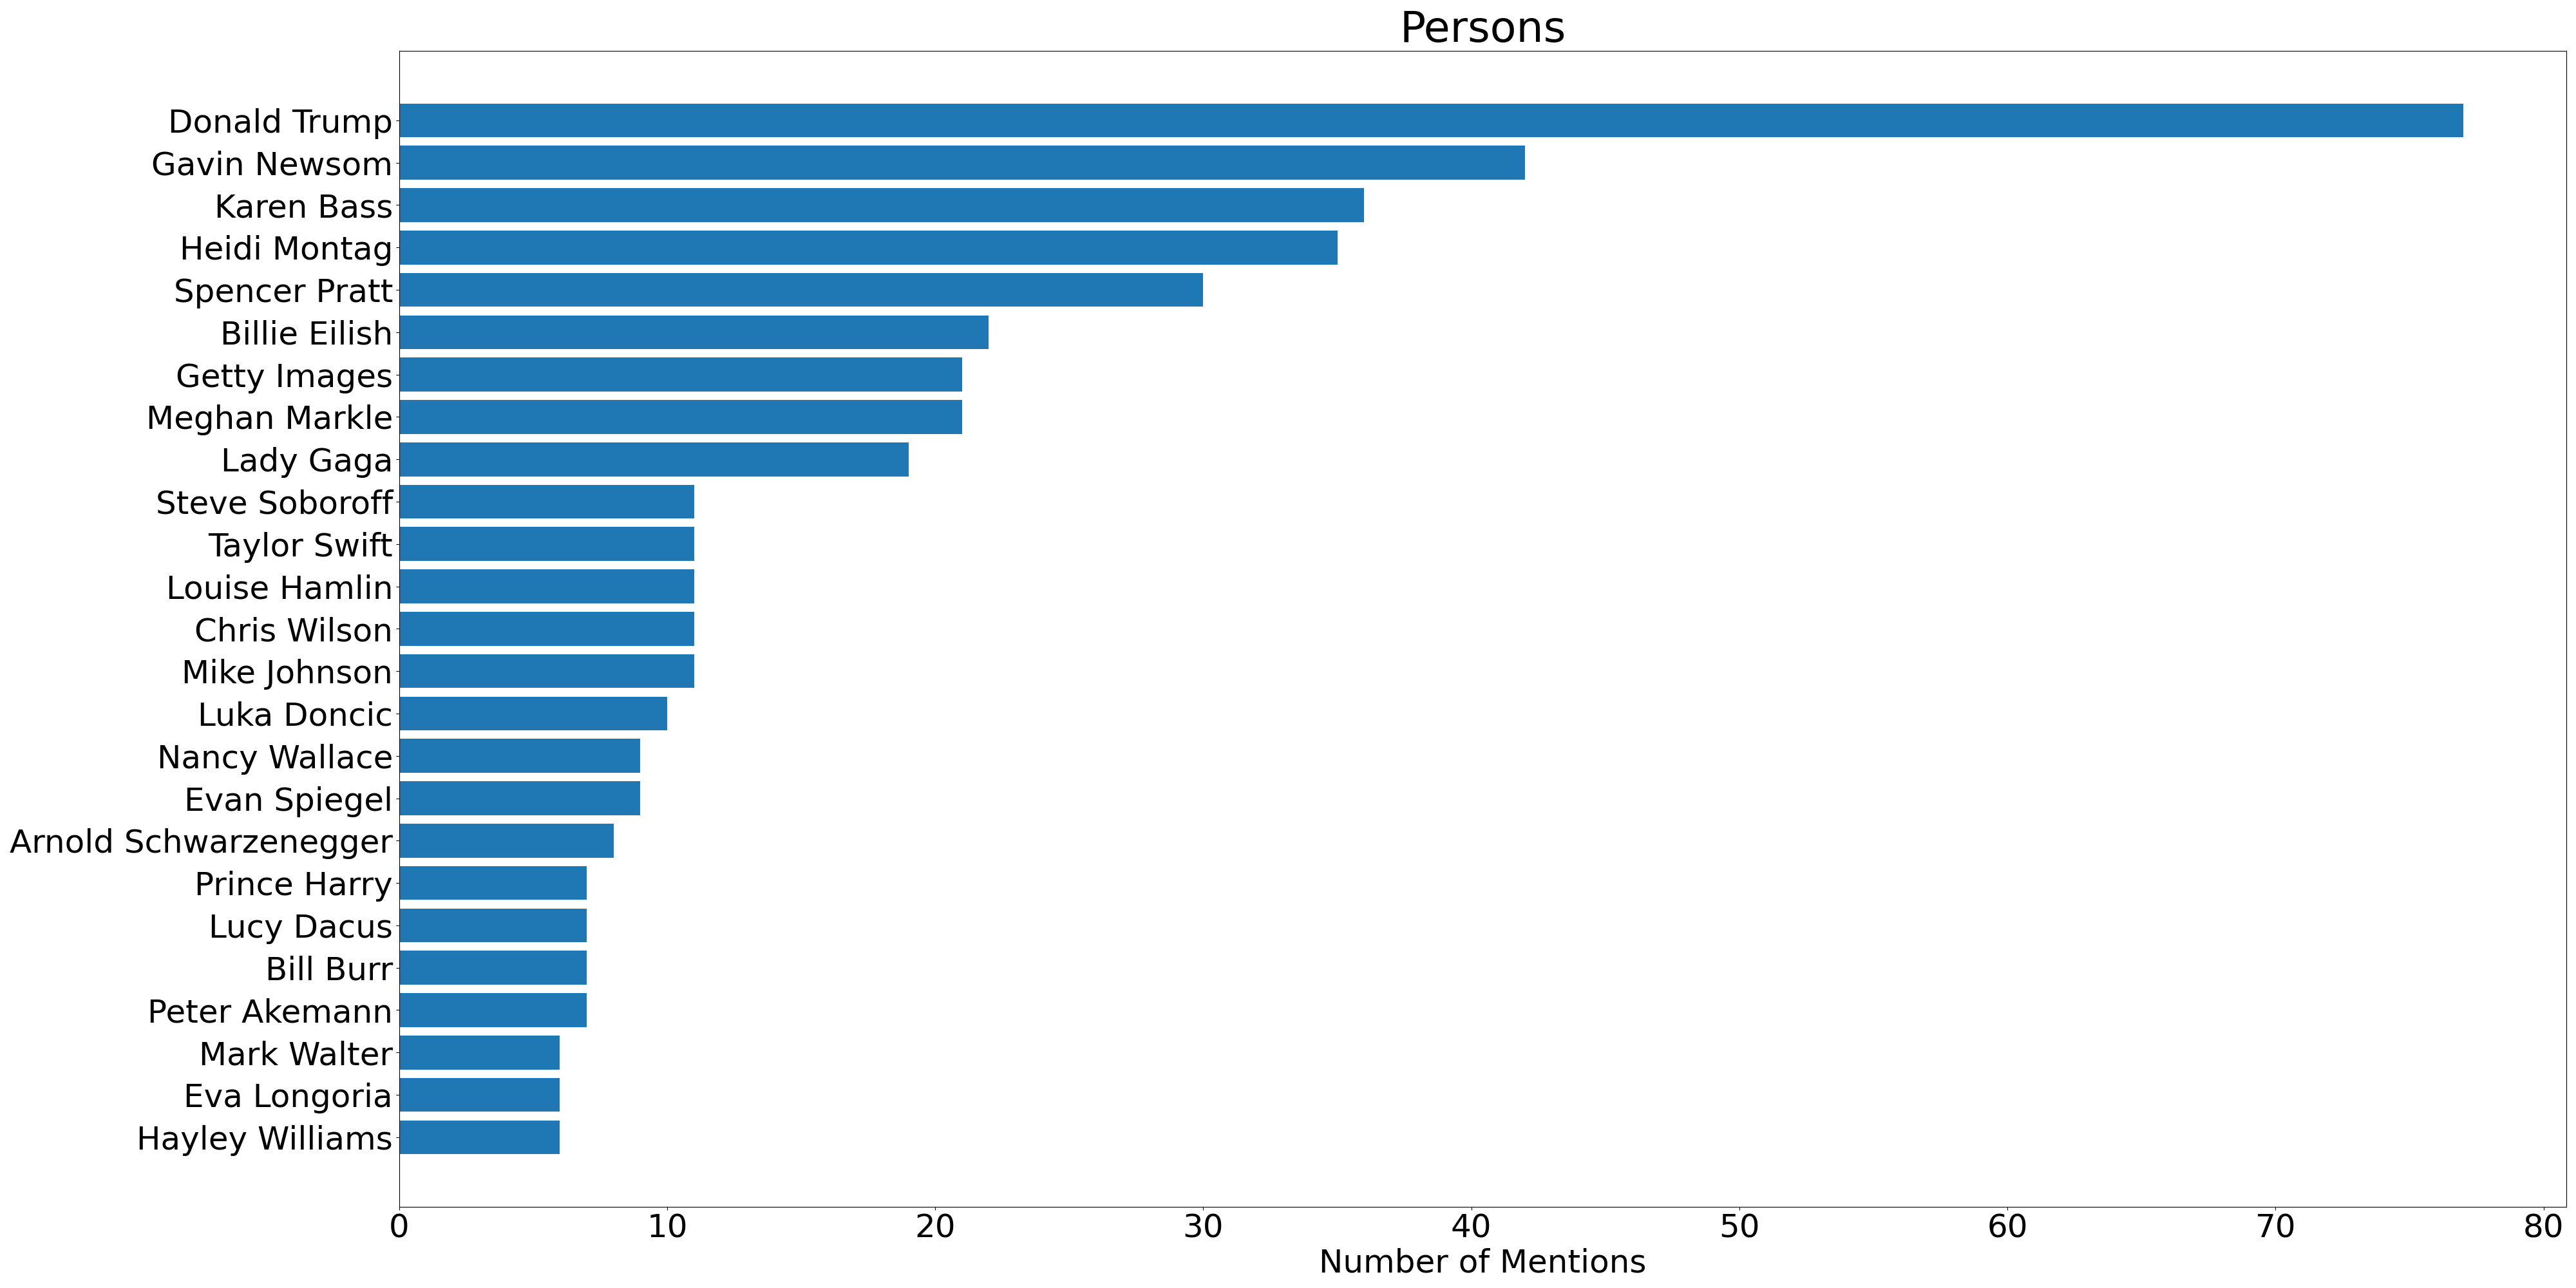 Persons
Donald Trump
Gavin Newsom
Karen Bass
Heidi Montag
Spencer Pratt
Billie Eilish
Getty Images
Meghan Markle
Lady Gaga
Steve Soboroff
Taylor Swift
Louise Hamlin
Chris Wilson
Mike Johnson
Luka Doncic
Nancy Wallace
Evan Spiegel
Arnold Schwarzenegger
Prince Harry
Lucy Dacus
Bill Burr
Peter Akemann
Mark Walter
Eva Longoria
Hayley Williams
0 10 20 30 40 50 60 70 80
Number of Mentions